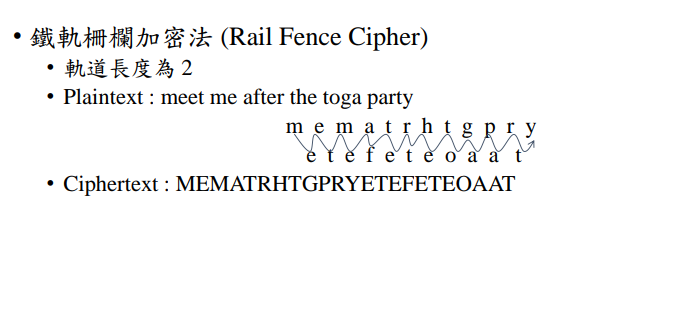 • 鐵軌柵欄加密法 (Rail Fence Cipher)
• 軌道長度為 2
• Plaintext : meet me after the toga party
m e m a t r h t g p r y
e t e f e t e o a a t
• Ciphertext : MEMATRHTGPRYETEFETEOAAT